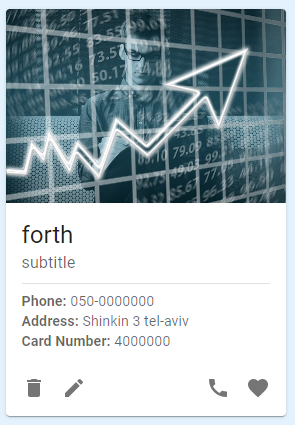 forth
subtitle
Phone: 050-0000000
Address: Shinkin 3 tel-aviv
Card Number: 4000000